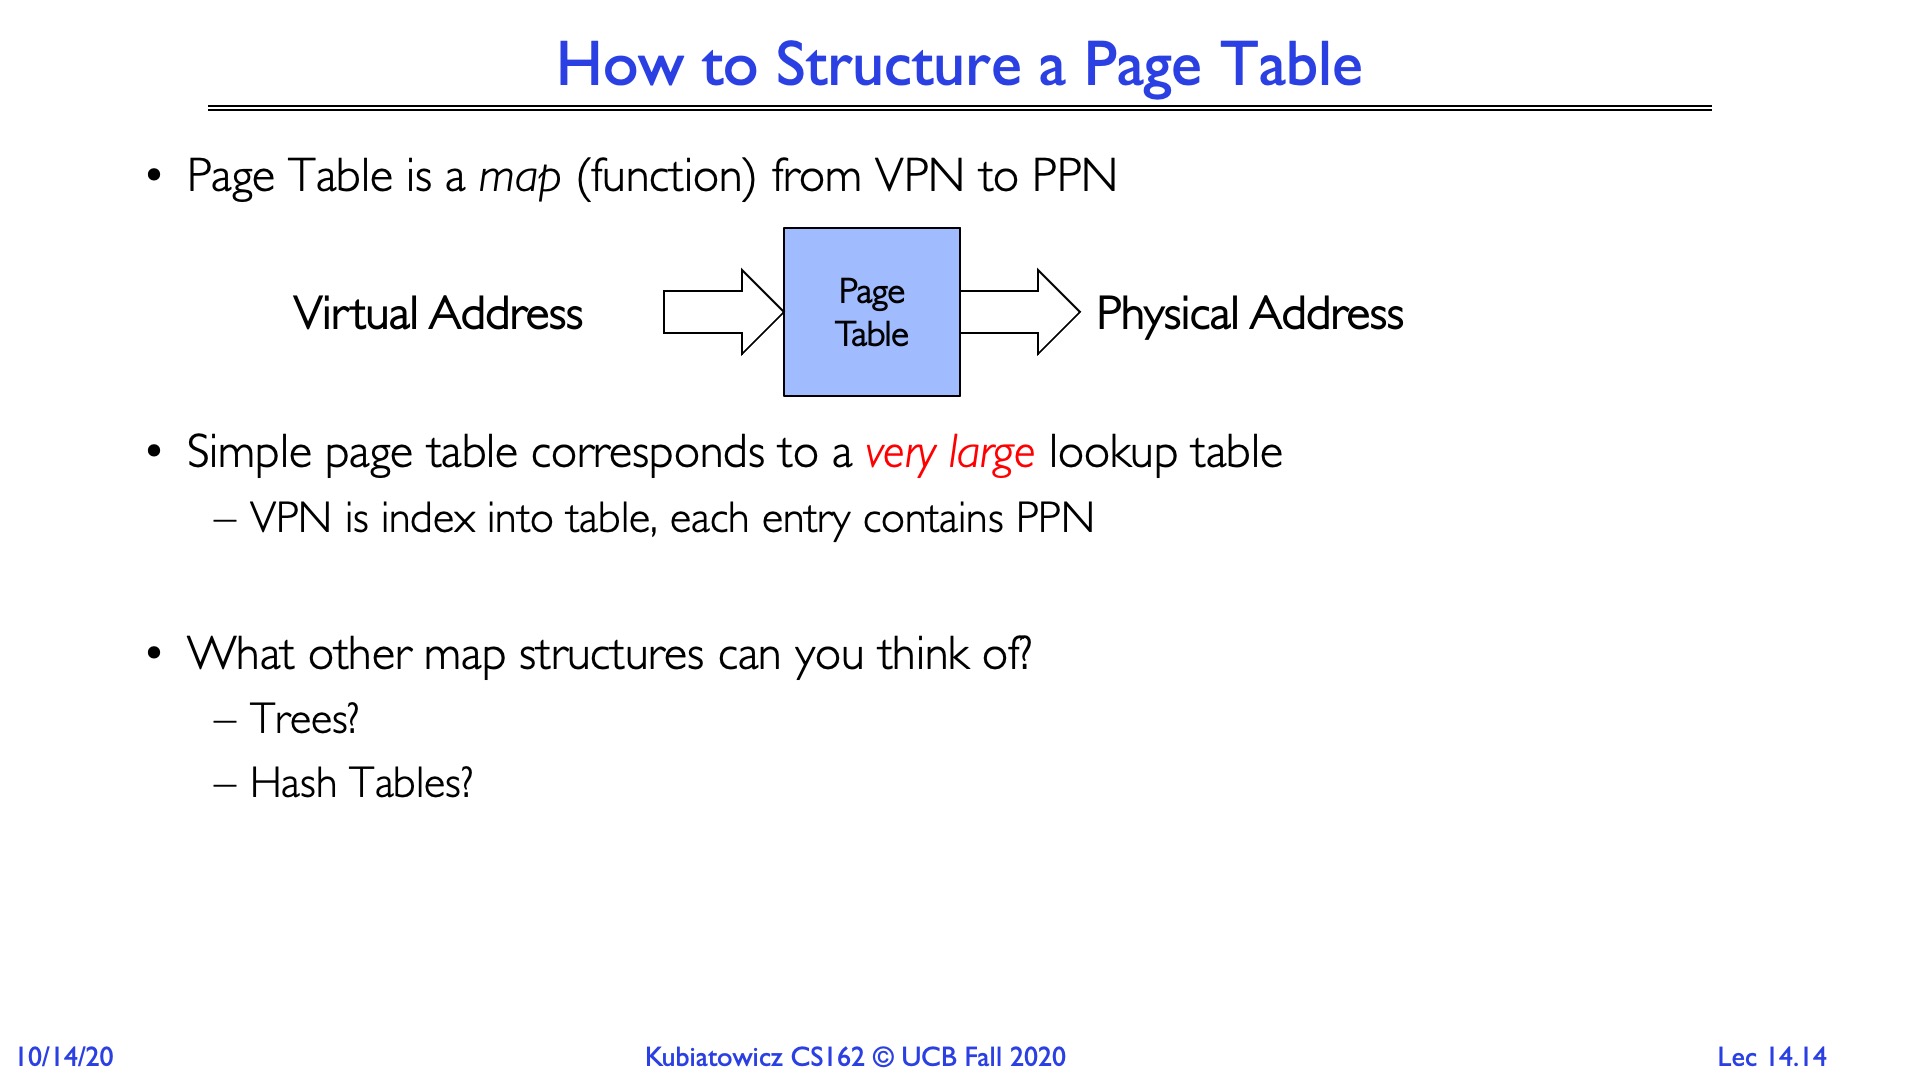 How to Structure a Page Table
• Page Table is a map (function) from VPN to PPN
Virtual Address
Page
Table
Physical Address
• Simple page table corresponds to a very large lookup table
– VPN is index into table, each entry contains PPN
• What other map structures can you think of?
– Trees?
– Hash Tables?
10/14/20
Kubiatowicz CS162 © UCB Fall 2020
Lec 14.14